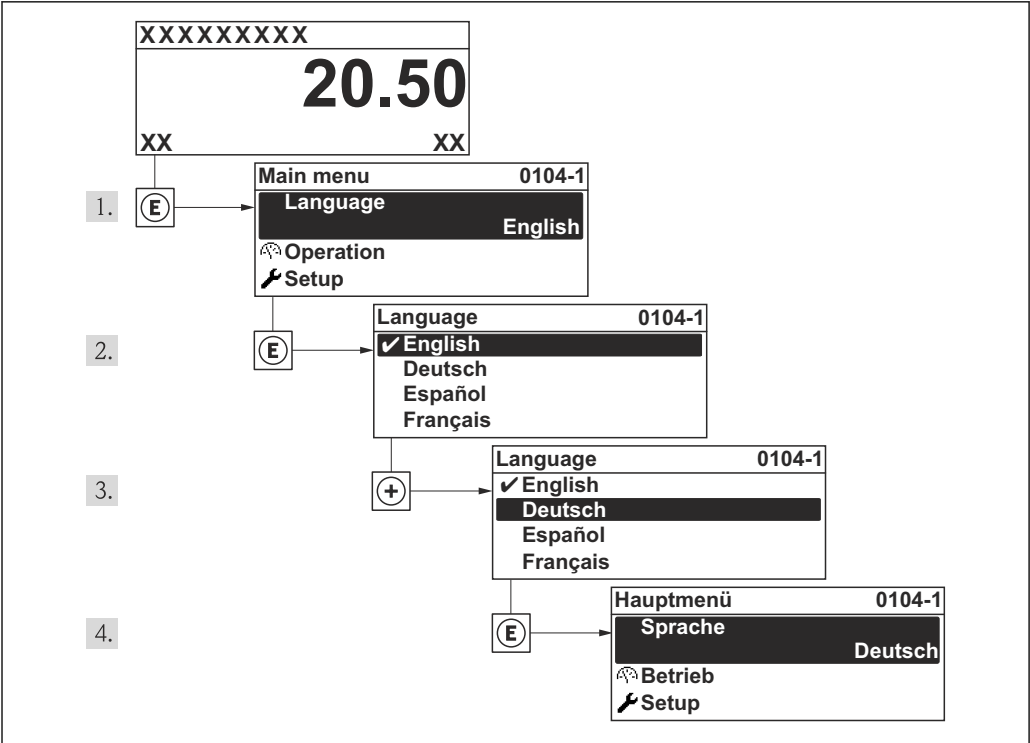 XXXXXXXXX
20.50
XX XX
1. E
Main menu 0104-1
Language
English
Operation
Setup
2. E
Language 0104-1
✔ English
Deutsch
Español
Français
3. +
Language 0104-1
✔ English
Deutsch
Español
Français
4. E
Hauptmenü 0104-1
Sprache
Deutsch
Betrieb
Setup